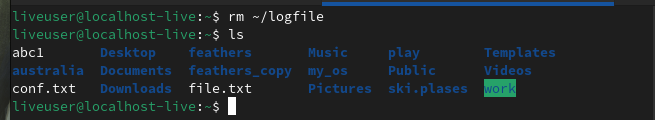 liveuser@localhost-live:~$ rm ~/logfile
liveuser@localhost-live:~$ ls
abc1 Desktop feathers Music play Templates
australia Documents feathers_copy my_os Public Videos
conf.txt Downloads file.txt Pictures ski.plases work
liveuser@localhost-live:~$